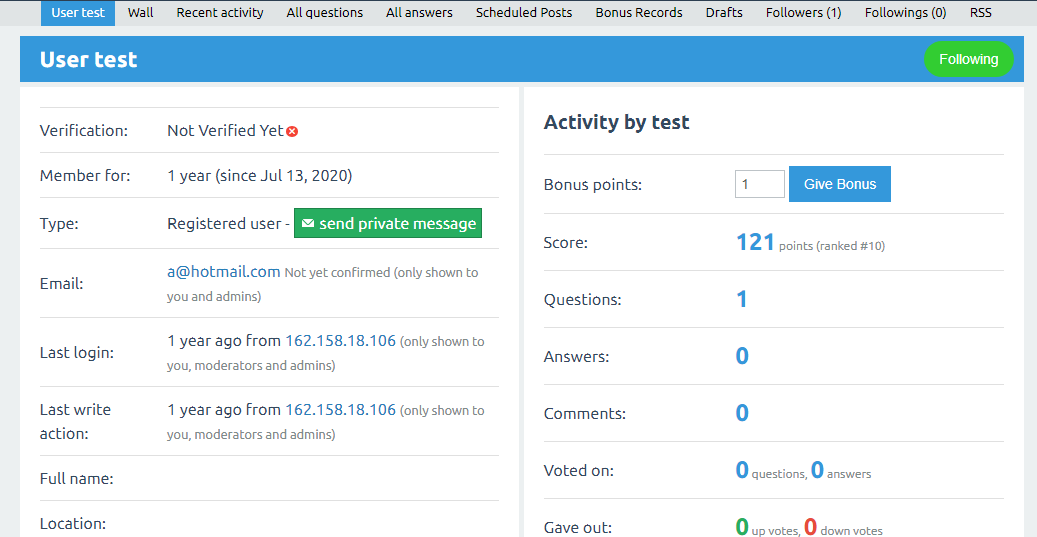 User test Wall Recent activity All questions All answers Scheduled Posts Bonus Records Drafts Followers (1) Followings (0) RSS
User test
Following
Verification: Not Verified Yet
Member for: 1 year (since Jul 13, 2020)
Type: Registered user - send private message
Email: a@hotmail.com Not yet confirmed (only shown to
you and admins)
Last login: 1 year ago from 162.158.18.106 (only shown to
you, moderators and admins)
Last write
action:
1 year ago from 162.158.18.106 (only shown to
you, moderators and admins)
Full name:
Location:
Activity by test
Bonus points: 1 Give Bonus
Score: 121 points (ranked #10)
Questions: 1
Answers: 0
Comments: 0
Voted on: 0 questions, 0 answers
Gave out: 0 up votes, 0 down votes